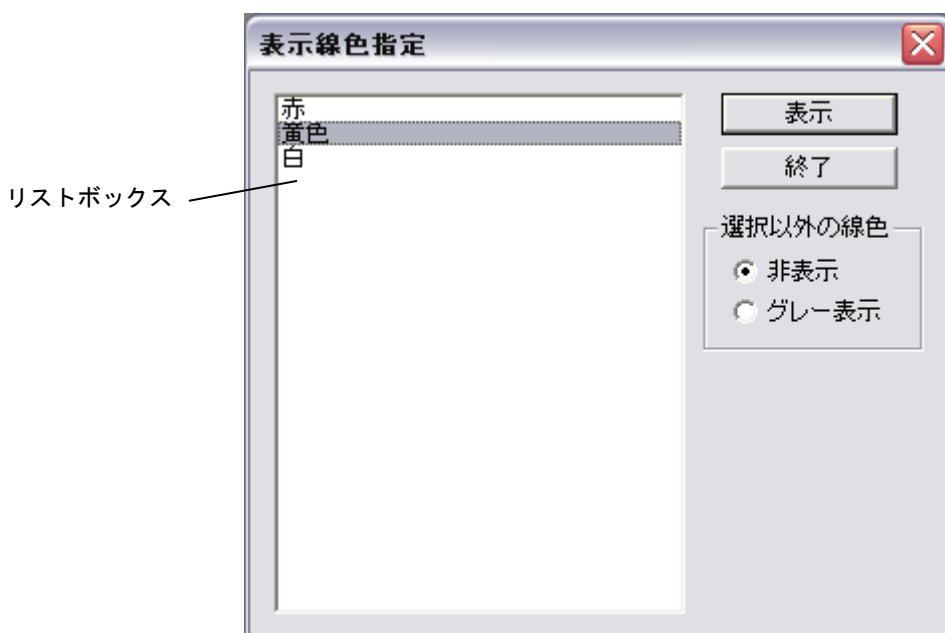 表示線色指定
赤
黄色
白
リストボックス
表示
終了
選択以外の線色
非表示
グレー表示